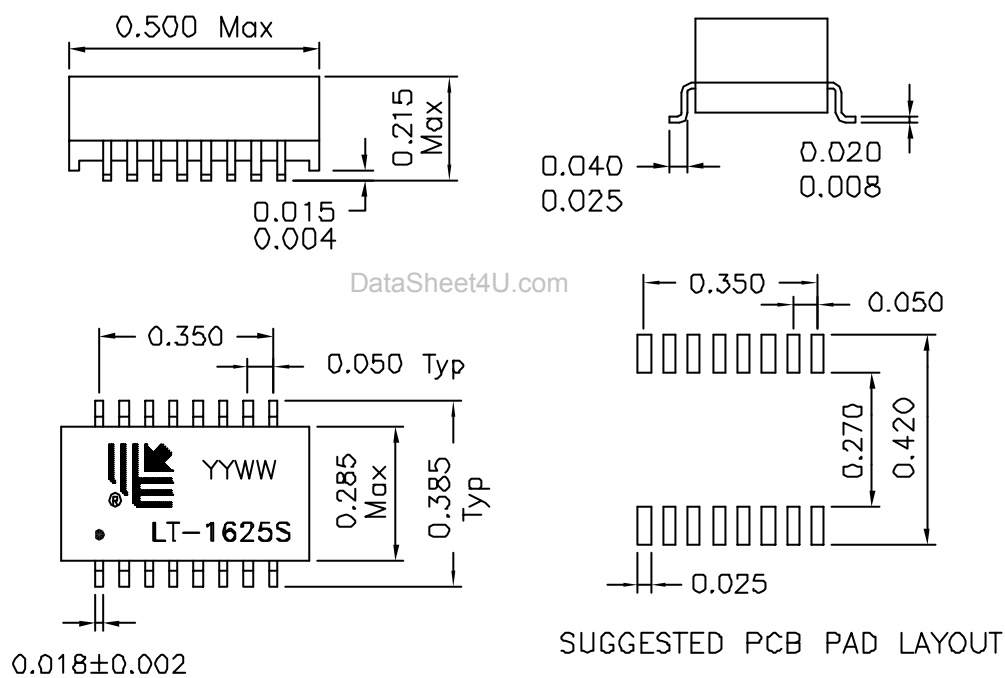 0.500 Max
0.215
Max
0.015
0.004
0.040
0.025
0.020
0.008
DataSheet4U.com
0.350
0.050
0.270
0.420
0.025
SUGGESTED PCB PAD LAYOUT
0.350
0.050 Typ
YYWW
®
LT-1625S
0.285
Max
0.385
Typ
0.018±0.002